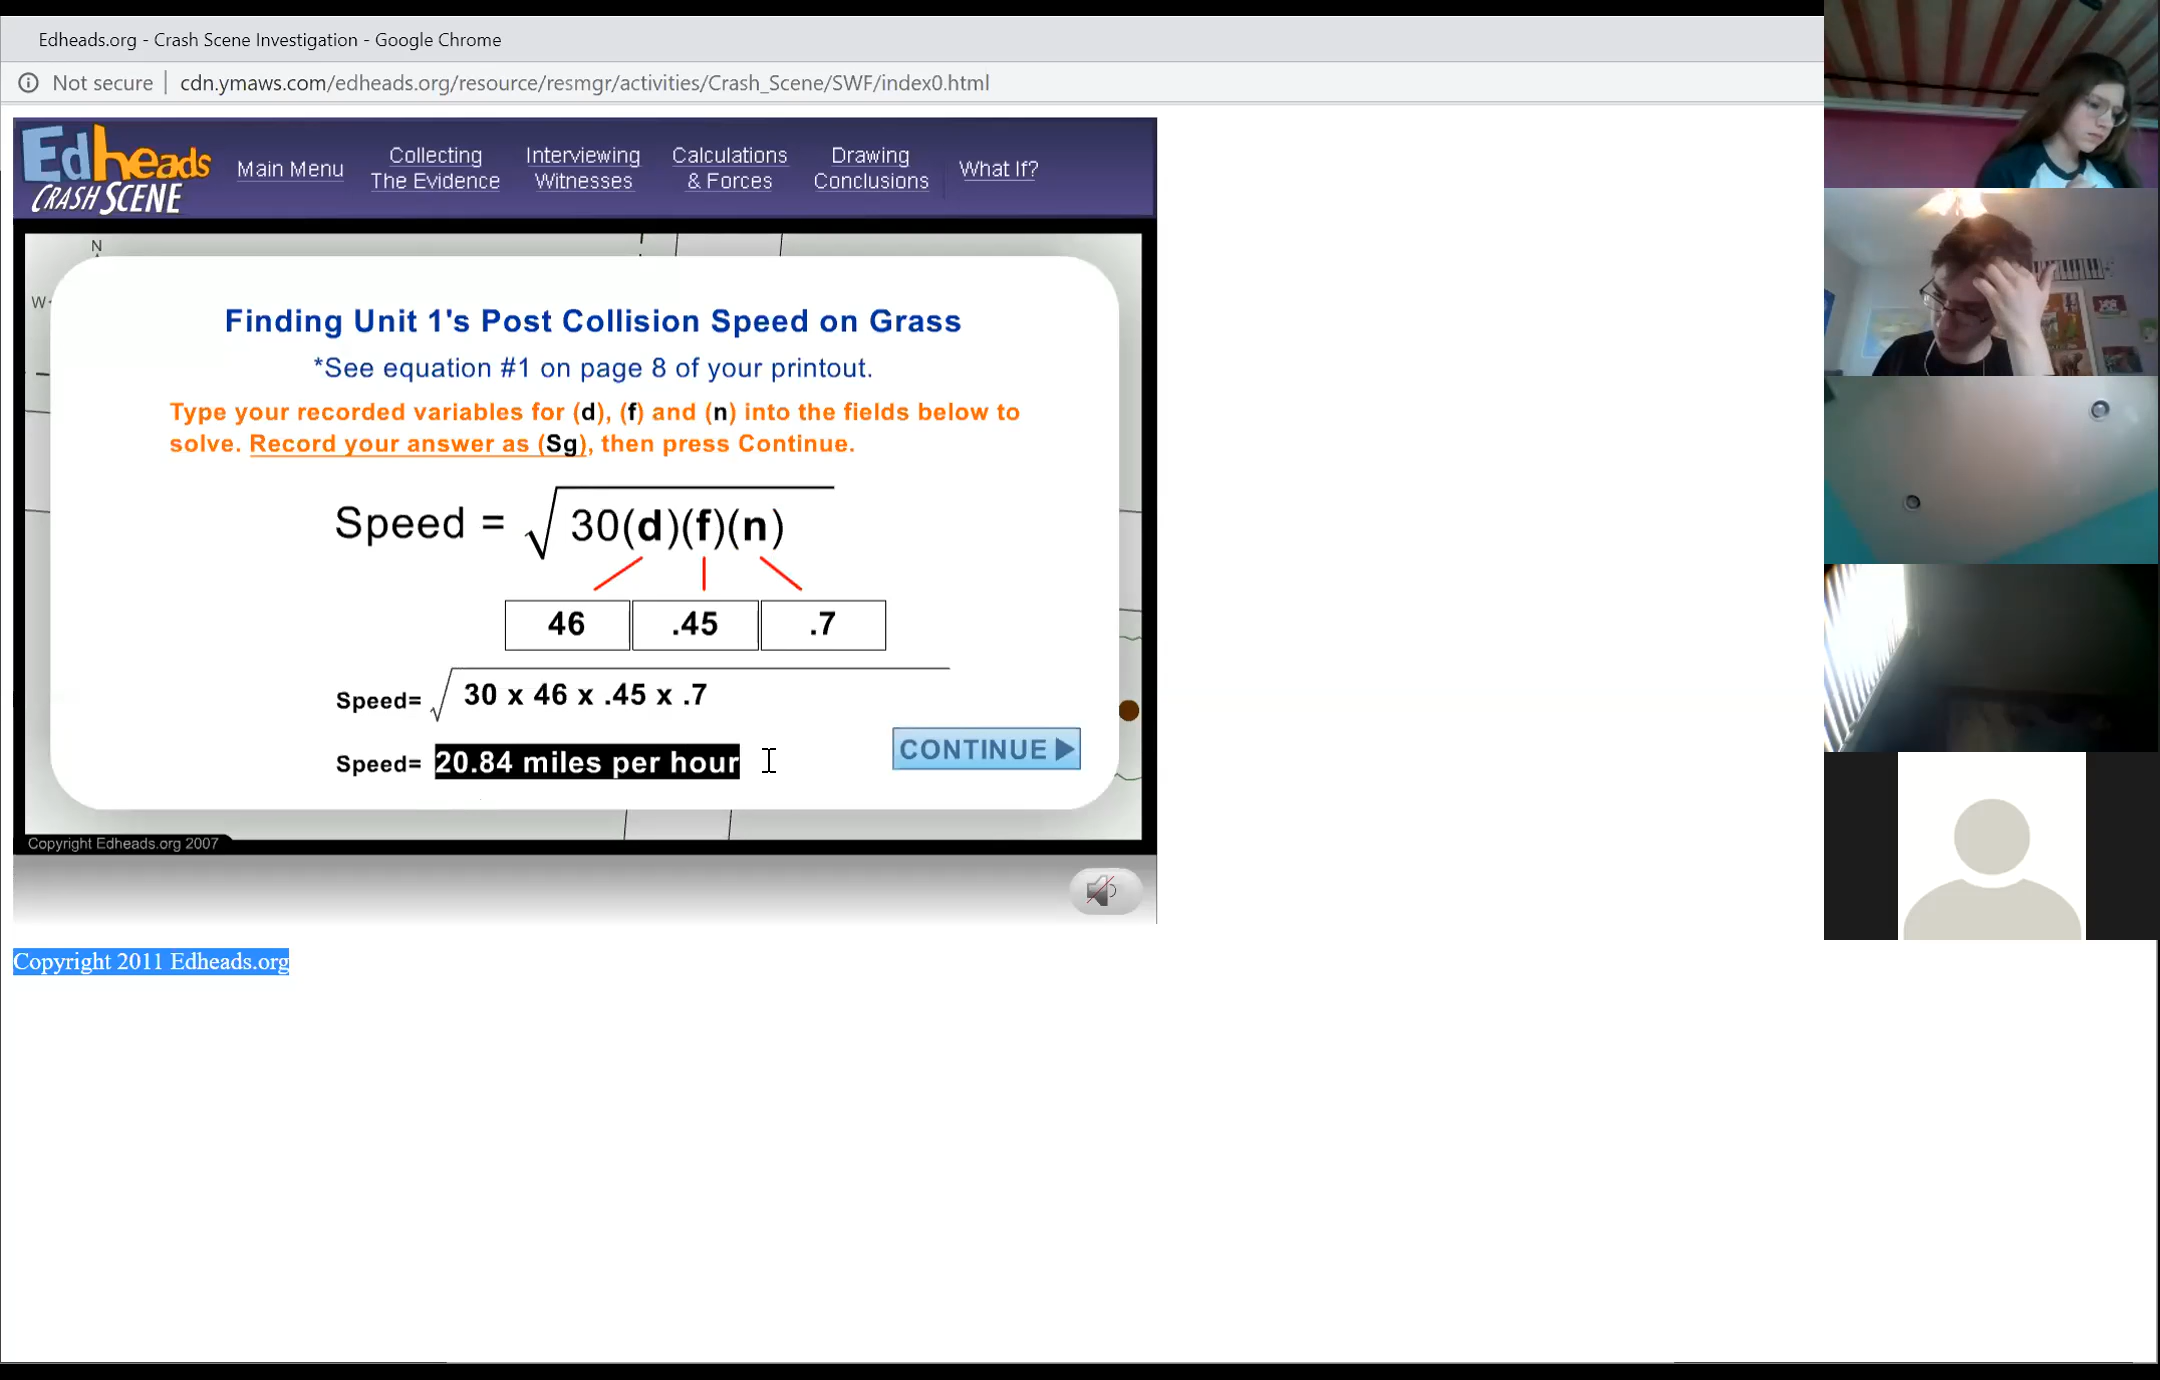 Edheads.org - Crash Scene Investigation - Google Chrome
Not secure cdn.ymaws.com/edheads.org/resource/resmgr/activities/Crash_Scene/SWF/index0.html
Edheads
CRASH SCENE
Main Menu
Collecting
The Evidence
Interviewing
Witnesses
Calculations
& Forces
Drawing
Conclusions
What If?
N
W
Finding Unit 1's Post Collision Speed on Grass
*See equation #1 on page 8 of your printout.
Type your recorded variables for (d), (f) and (n) into the fields below to
solve. Record your answer as (Sg), then press Continue.
Speed = √ 30(d)(f)(n)
46 .45 .7
Speed= √ 30 x 46 x .45 x .7
Speed= 20.84 miles per hour
CONTINUE
Copyright Edheads.org 2007
Copyright 2011 Edheads.org